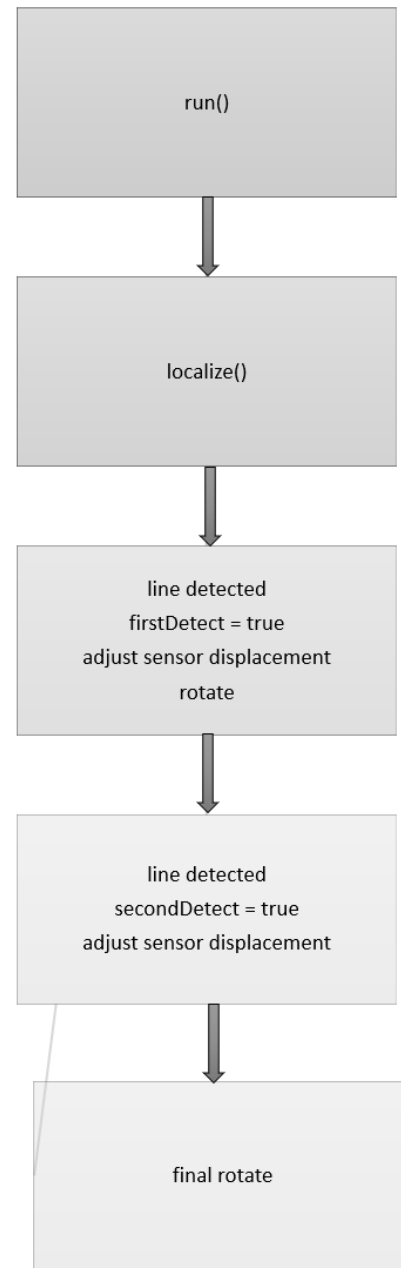 run()
localize()
line detected
firstDetect = true
adjust sensor displacement
rotate
line detected
secondDetect = true
adjust sensor displacement
final rotate